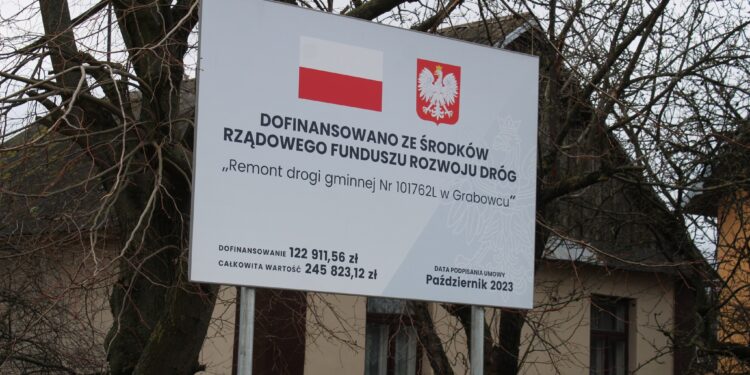 DOFINANSOWANO ZE ŚRODKÓW
RZĄDOWEGO FUNDUSZU ROZWOJU DRÓG
„Remont drogi gminnej Nr 101762L w Grabowcu”
DOFINANSOWANIE 122 911,56 zł
CAŁKOWITA WARTOŚĆ 245 823,12 zł
DATA PODPISANIA UMOWY
Październik 2023